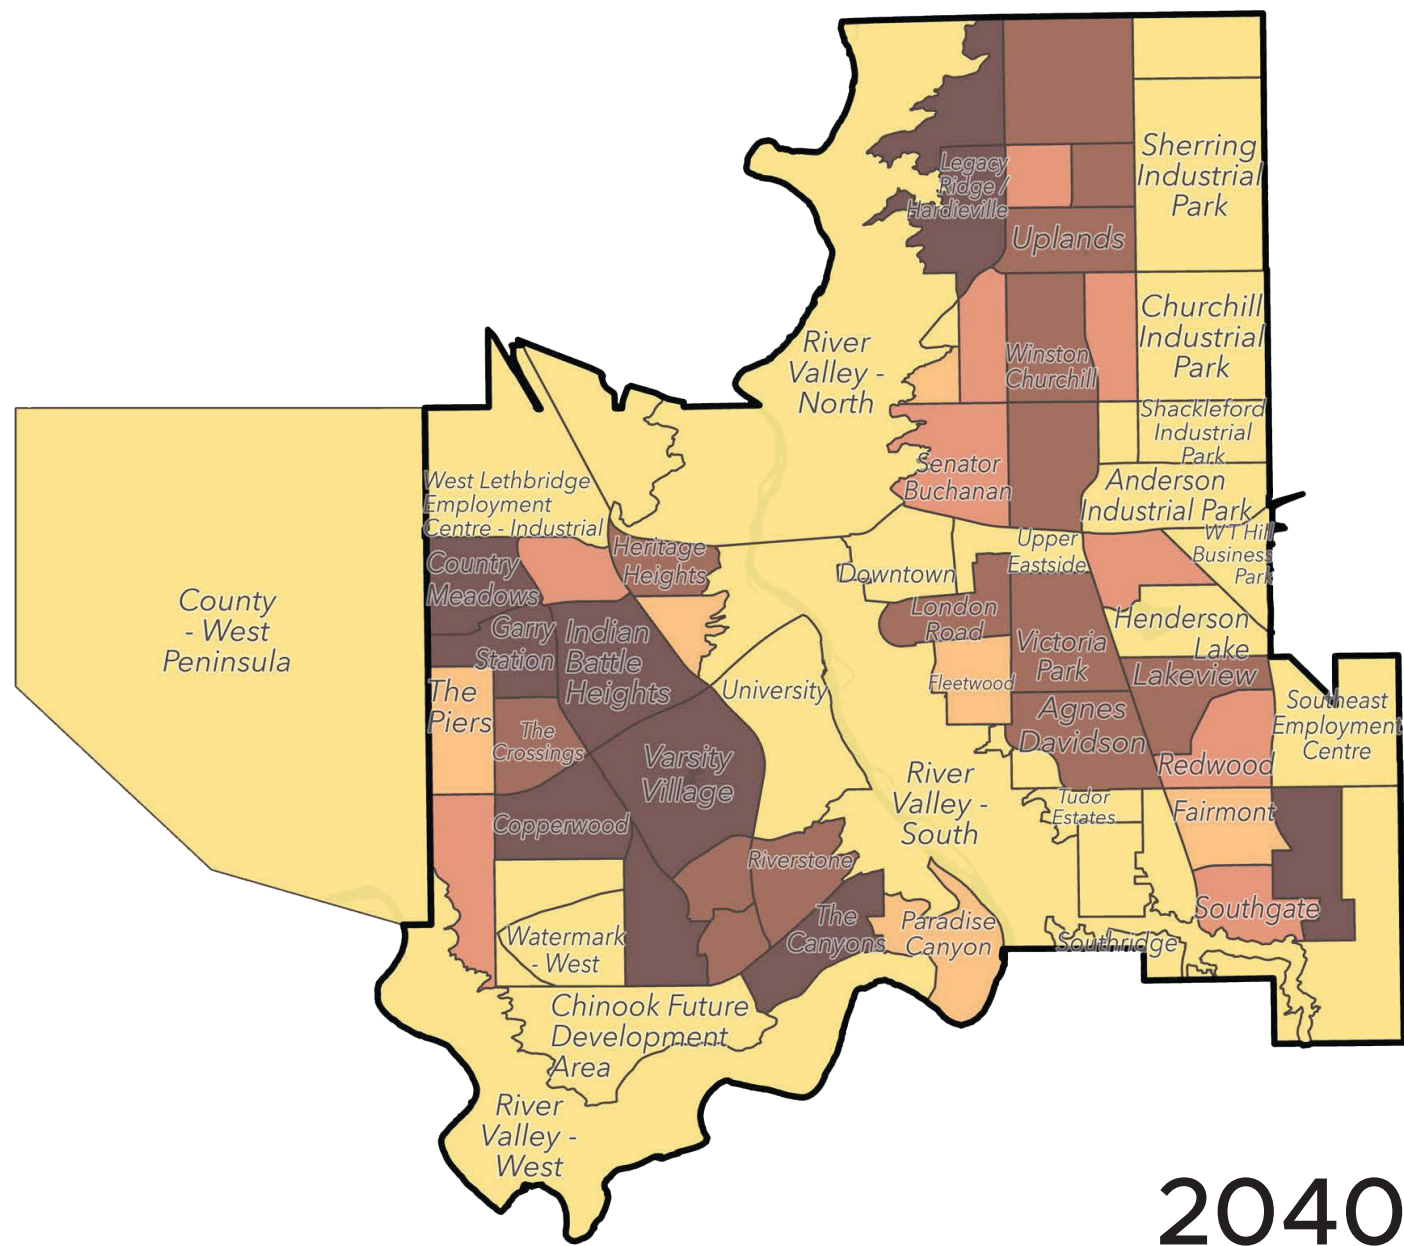 Sherring
Industrial
Park
Legacy
Ridge /
Hardieville
Uplands
Churchill
Industrial
Park
River
Valley -
North
Winston
Churchill
Shackleford
Industrial
Park
Senator
Buchanan
Anderson
Industrial Park
West Lethbridge
Employment
Centre - Industrial
W T Hill
Business
Park
Upper
Eastside
Heritage
Heights
Country
Meadows
Downtown
County
- West
Peninsula
London
Road
Henderson
Lake
Garry
Station
Indian
Battle
Heights
Victoria
Park
Lakeview
The
Piers
University
Fleetwood
Southeast
Employment
Centre
The
Crossings
Agnes
Davidson
Varsity
Village
Redwood
River
Valley -
South
Tudor
Estates
Fairmont
Copperwood
Riverstone
Southgate
The
Canyons
Paradise
Canyon
Southridge
Watermark
- West
Chinook Future
Development
Area
River
Valley -
West
2040